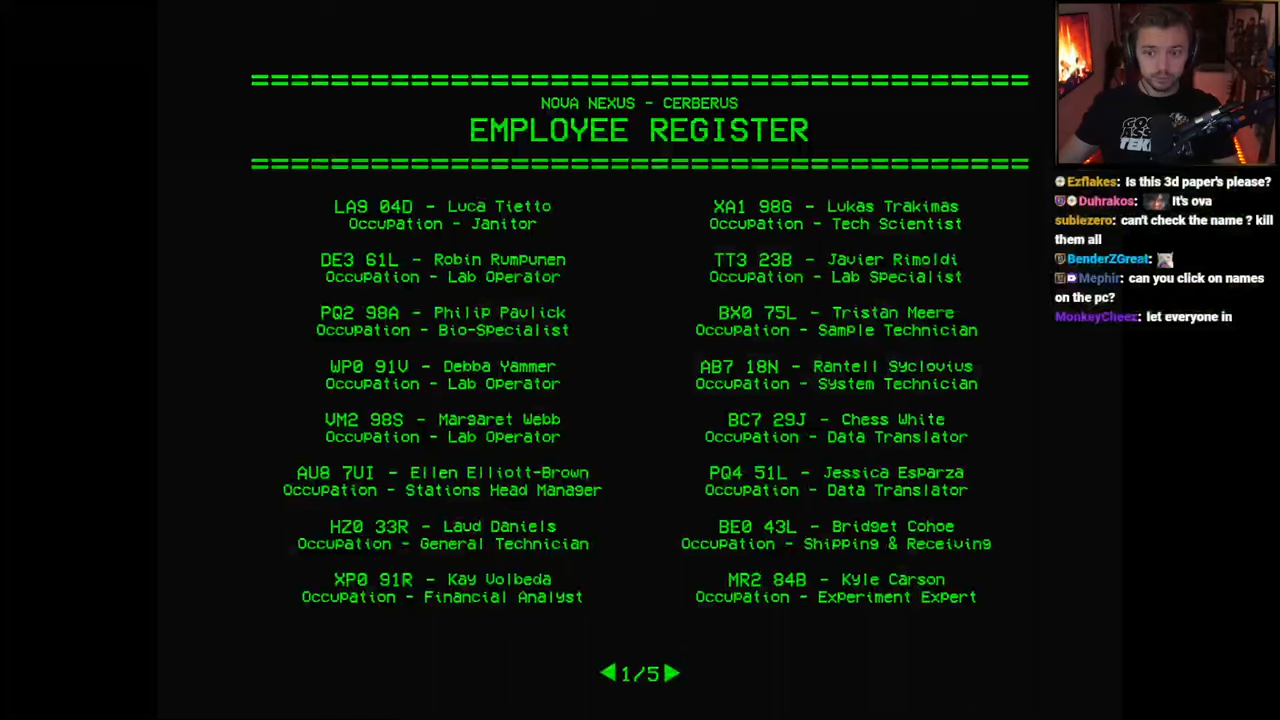 NOVA NEXUS - CERBERUS
EMPLOYEE REGISTER
LA9 04D - Luca Tietto
Occupation - Janitor
DE3 61L - Robin Rumpunen
Occupation - Lab Operator
PQ2 98A - Philip Pavlick
Occupation - Bio-Specialist
WP0 91V - Debba Yammer
Occupation - Lab Operator
VM2 98S - Margaret Webb
Occupation - Lab Operator
AU8 7UI - Ellen Elliott-Brown
Occupation - Stations Head Manager
HZ0 33R - Laud Daniels
Occupation - General Technician
XP0 91R - Kay Volbeda
Occupation - Financial Analyst
XA1 98G - Lukas Trakimas
Occupation - Tech Scientist
TT3 23B - Javier Rimoldi
Occupation - Lab Specialist
BX0 75L - Tristan Meere
Occupation - Sample Technician
AB7 18N - Rantell Syclovius
Occupation - System Technician
BC7 29J - Chess White
Occupation - Data Translator
PQ4 51L - Jessica Esparza
Occupation - Data Translator
BE0 43L - Bridget Cohoe
Occupation - Shipping & Receiving
MR2 84B - Kyle Carson
Occupation - Experiment Expert
1/5
Ezflakes: Is this 3d paper's please?
Duhrakos: It's ova
subiezero: can't check the name ? kill
them all
BenderZGreat:
Mephir: can you click on names
on the pc?
MonkeyCheez: let everyone in